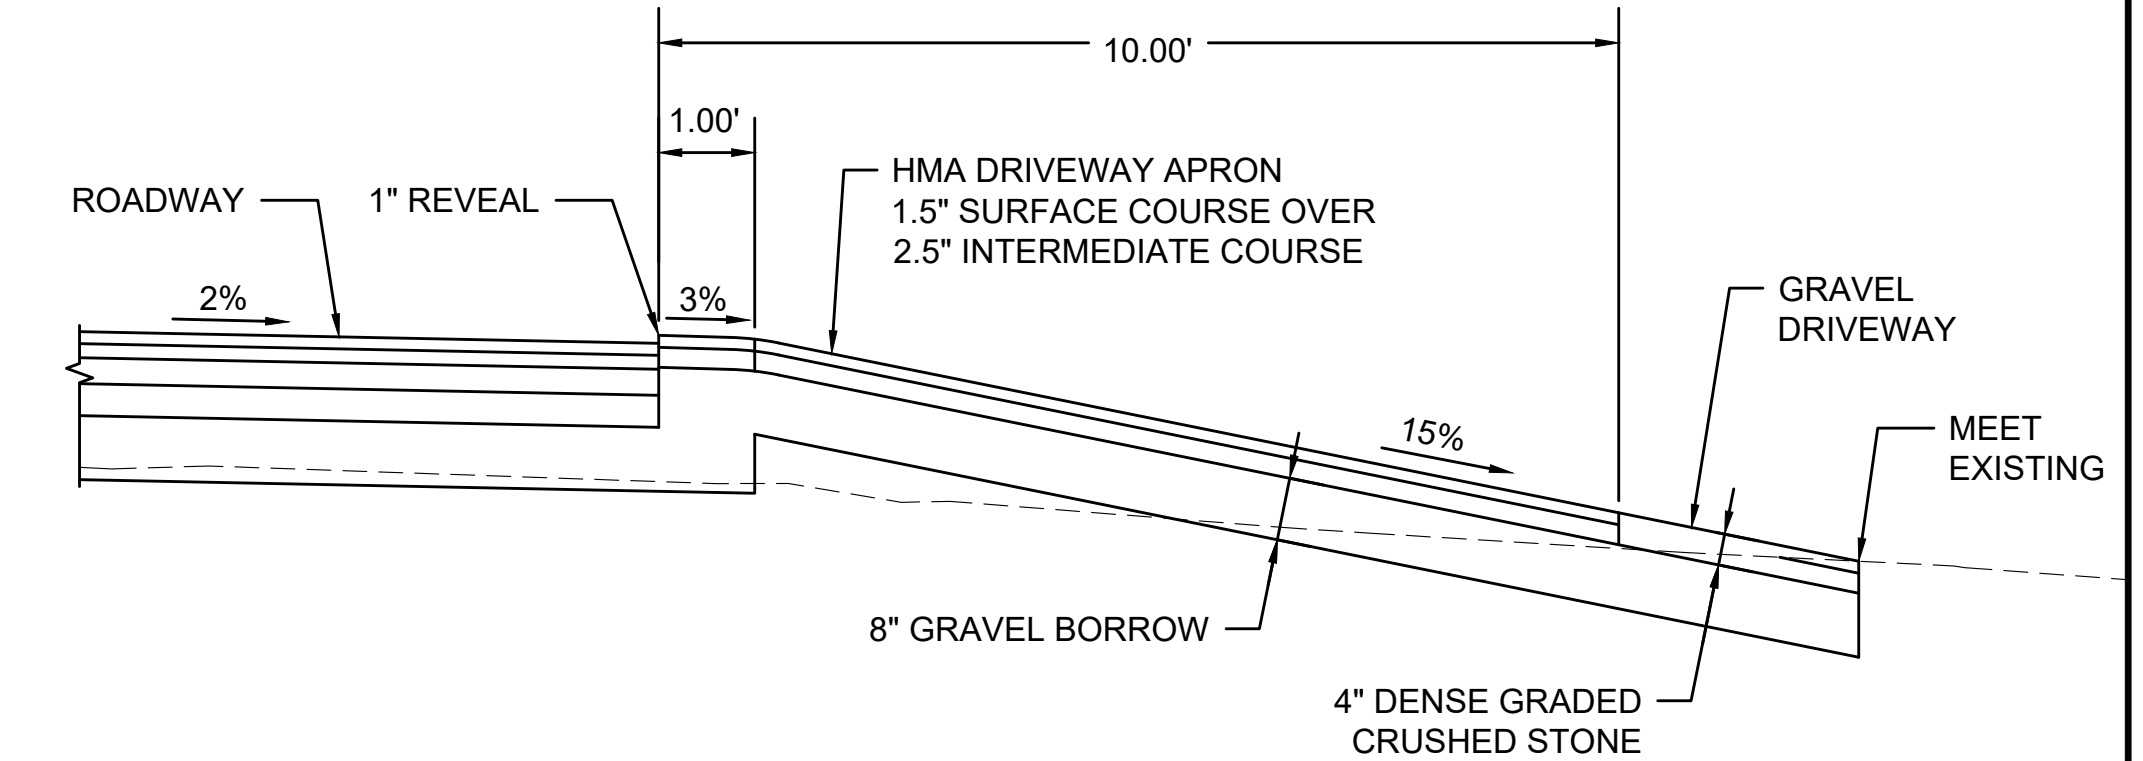 10.00'
1.00'
HMA DRIVEWAY APRON
1.5" SURFACE COURSE OVER
2.5" INTERMEDIATE COURSE
ROADWAY
1" REVEAL
2%
3%
GRAVEL
DRIVEWAY
15%
MEET
EXISTING
8" GRAVEL BORROW
4" DENSE GRADED
CRUSHED STONE